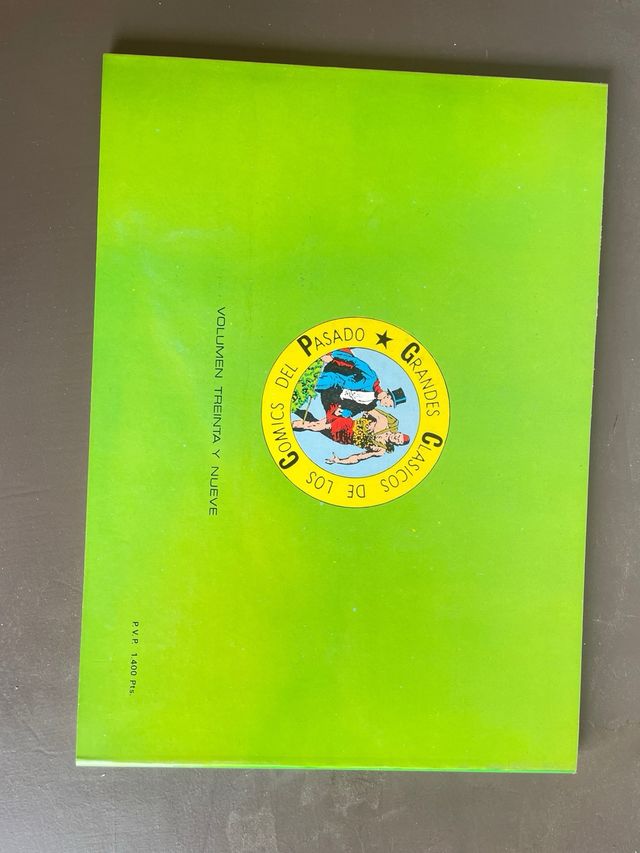 GRANDES CLASICOS DE LOS COMICS DEL PASADO ★
VOLUMEN TREINTA Y NUEVE
P.V.P. 1.400 Pts.